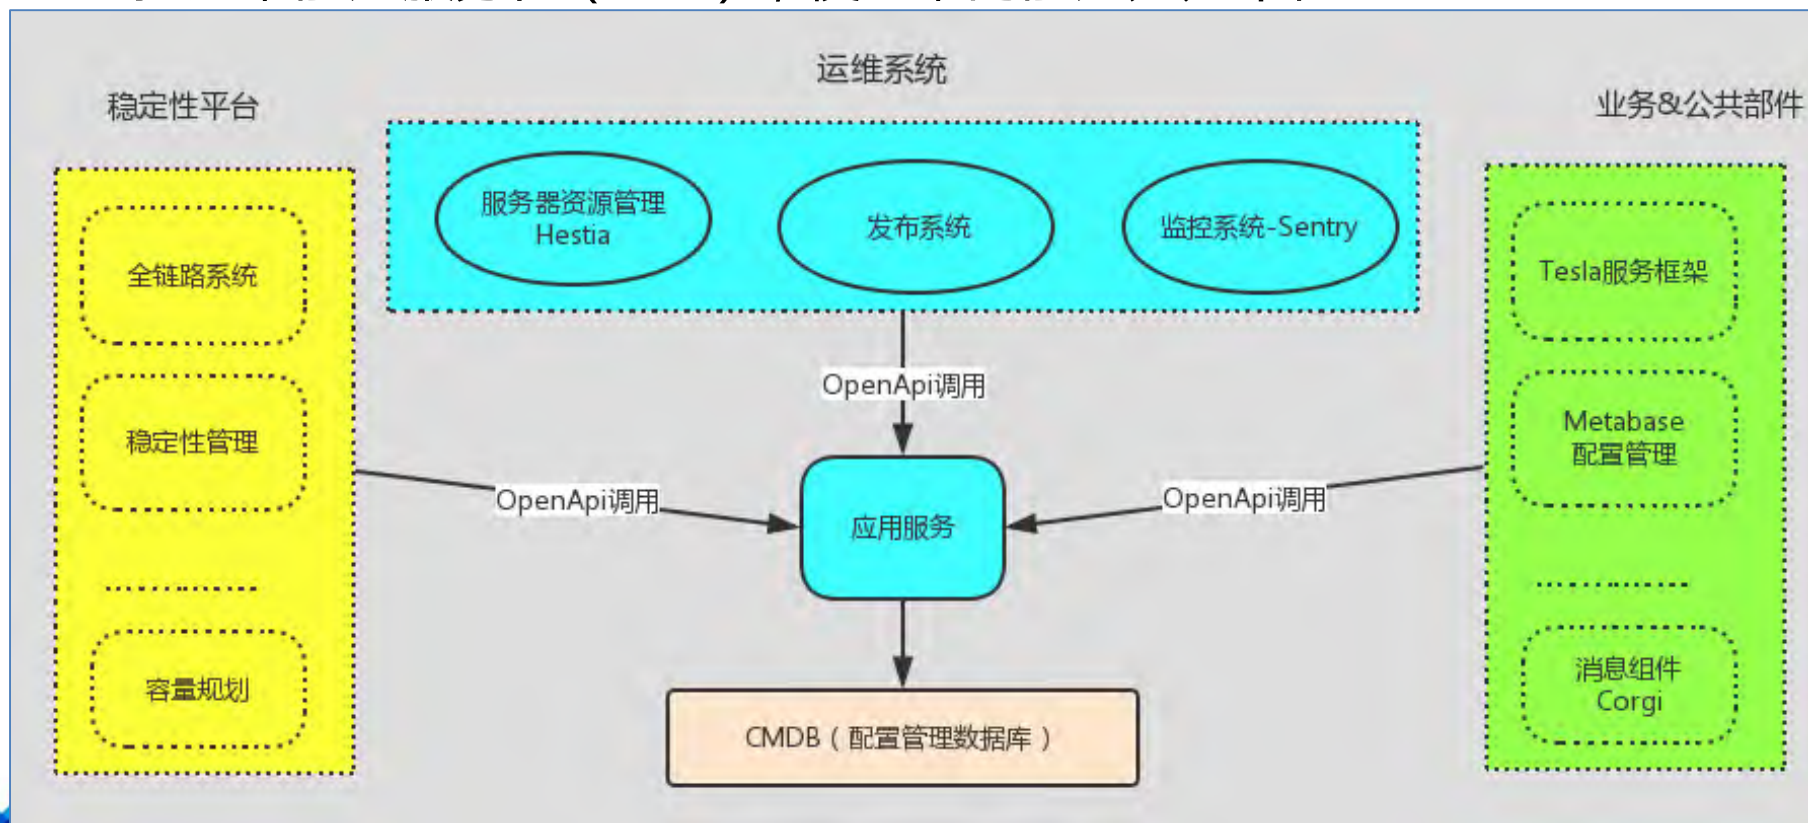 运维系统
稳定性平台
业务&公共部件
服务器资源管理
Hestia
发布系统
监控系统-Sentry
全链路系统
稳定性管理
容量规划
Tesla服务框架
Metabase
配置管理
消息组件
Corgi
OpenApi调用
OpenApi调用
OpenApi调用
应用服务
CMDB（配置管理数据库）